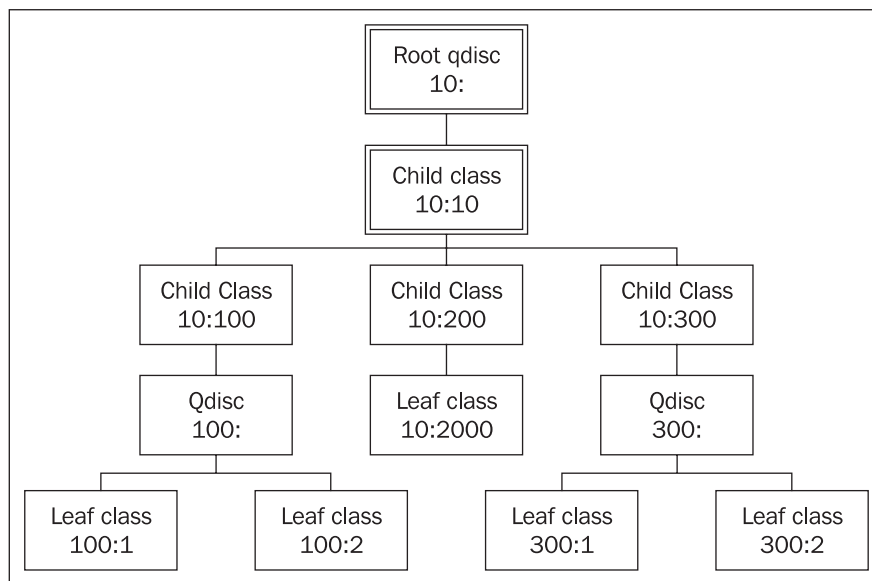 Root qdisc
10:
Child class
10:10
Child Class
10:100
Child Class
10:200
Child Class
10:300
Qdisc
100:
Leaf class
10:2000
Qdisc
300:
Leaf class
100:1
Leaf class
100:2
Leaf class
300:1
Leaf class
300:2